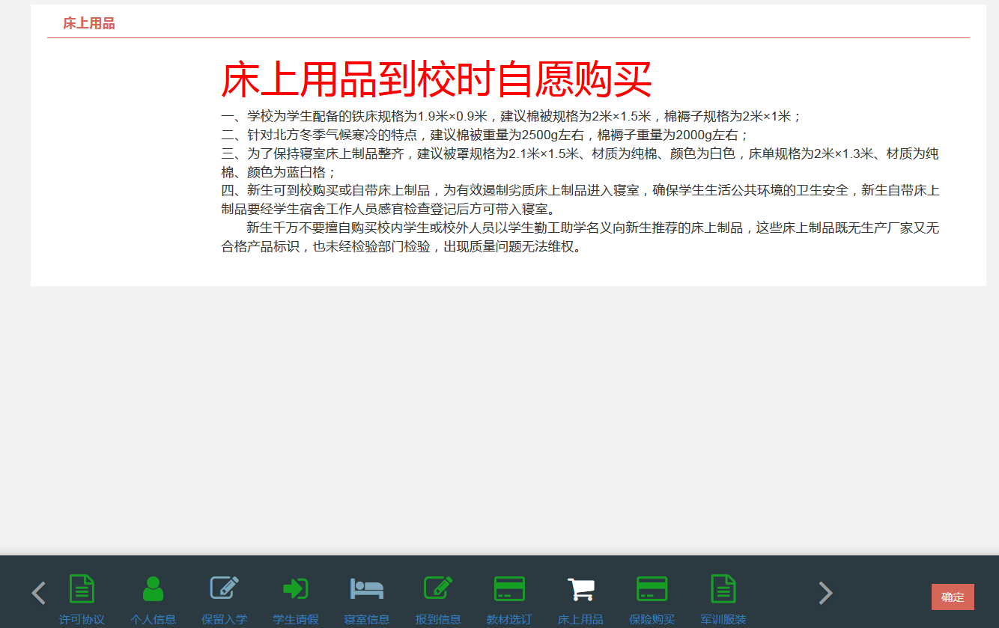 床上用品
床上用品到校时自愿购买
一、学校为学生配备的铁床规格为1.9米×0.9米，建议棉被规格为2米×1.5米，棉褥子规格为2米×1米；
二、针对北方冬季气候寒冷的特点，建议棉被重量为2500g左右，棉褥子重量为2000g左右；
三、为了保持寝室床上制品整齐，建议被罩规格为2.1米×1.5米、材质为纯棉、颜色为白色，床单规格为2米×1.3米、材质为纯
棉、颜色为蓝白格；
四、新生可到校购买或自带床上制品，为有效遏制劣质床上制品进入寝室，确保学生生活公共环境的卫生安全，新生自带床上
制品要经学生宿舍工作人员感官检查登记后方可带入寝室。
新生千万不要擅自购买校内学生或校外人员以学生勤工助学名义向新生推荐的床上制品，这些床上制品既无生产厂家又无
合格产品标识，也未经检验部门检验，出现质量问题无法维权。
许可协议 个人信息 保留入学 学生请假 寝室信息 报到信息 教材选订 床上用品 保险购买 军训服装
确定